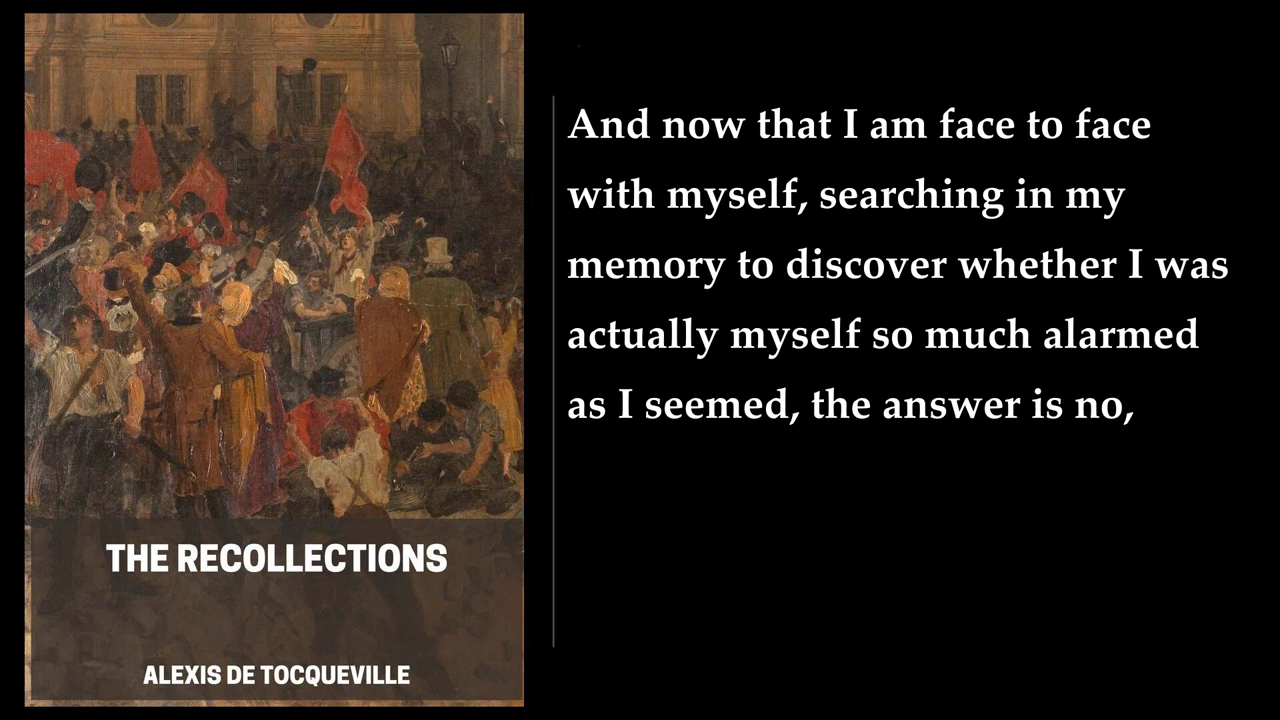 And now that I am face to face
with myself, searching in my
memory to discover whether I was
actually myself so much alarmed
as I seemed, the answer is no,
THE RECOLLECTIONS
ALEXIS DE TOCQUEVILLE